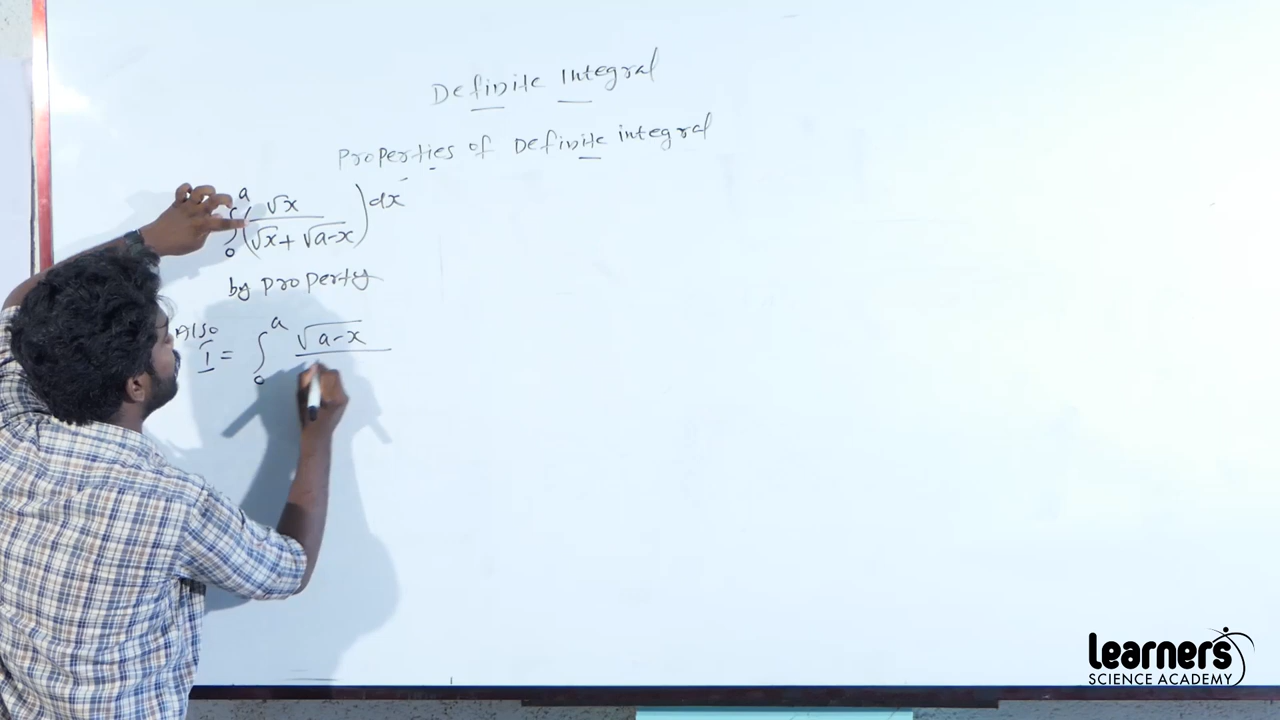 Definite Integral
Properties of Definite integral
∫₀ᵃ (√x / (√x + √(a-x))) dx
by property
Also
I = ∫₀ᵃ √(a-x)
Learners
SCIENCE ACADEMY